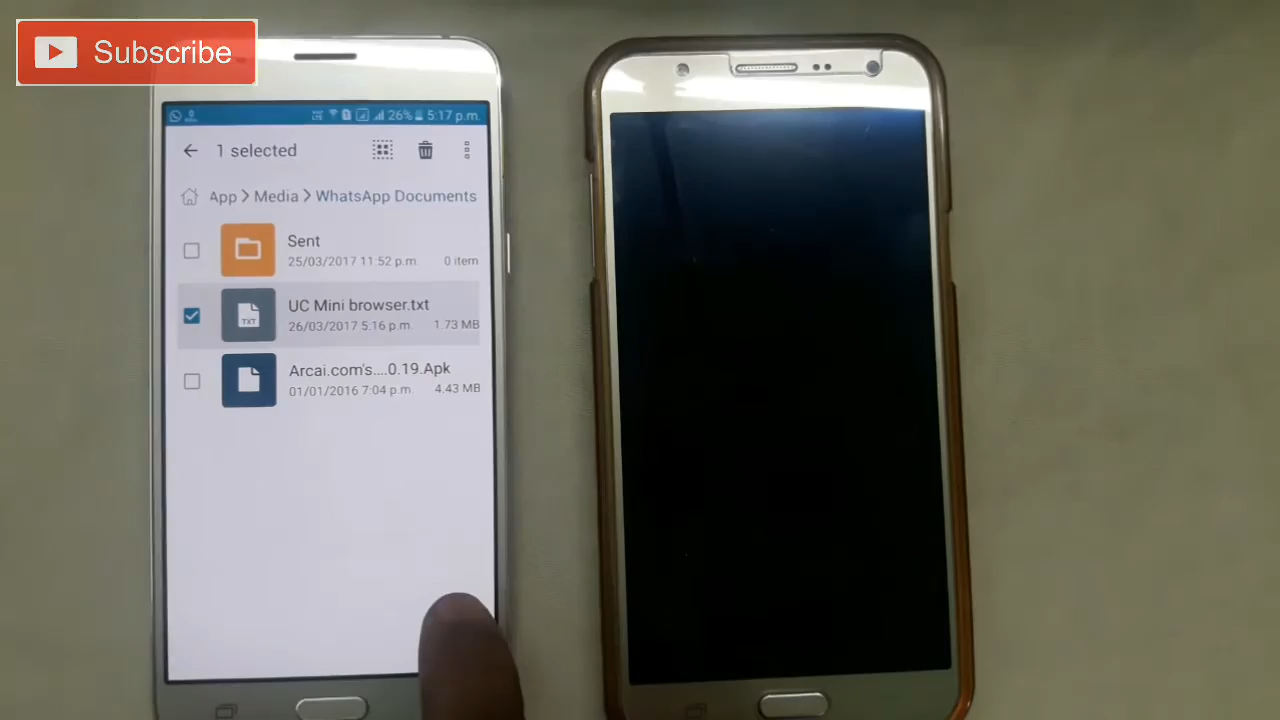 Subscribe
26% 5:17 p.m.
1 selected
App > Media > WhatsApp Documents
Sent
25/03/2017 11:52 p.m. 0 item
UC Mini browser.txt
TXT
26/03/2017 5:16 p.m. 1.73 MB
Arcai.com's....0.19.Apk
01/01/2016 7:04 p.m. 4.43 MB